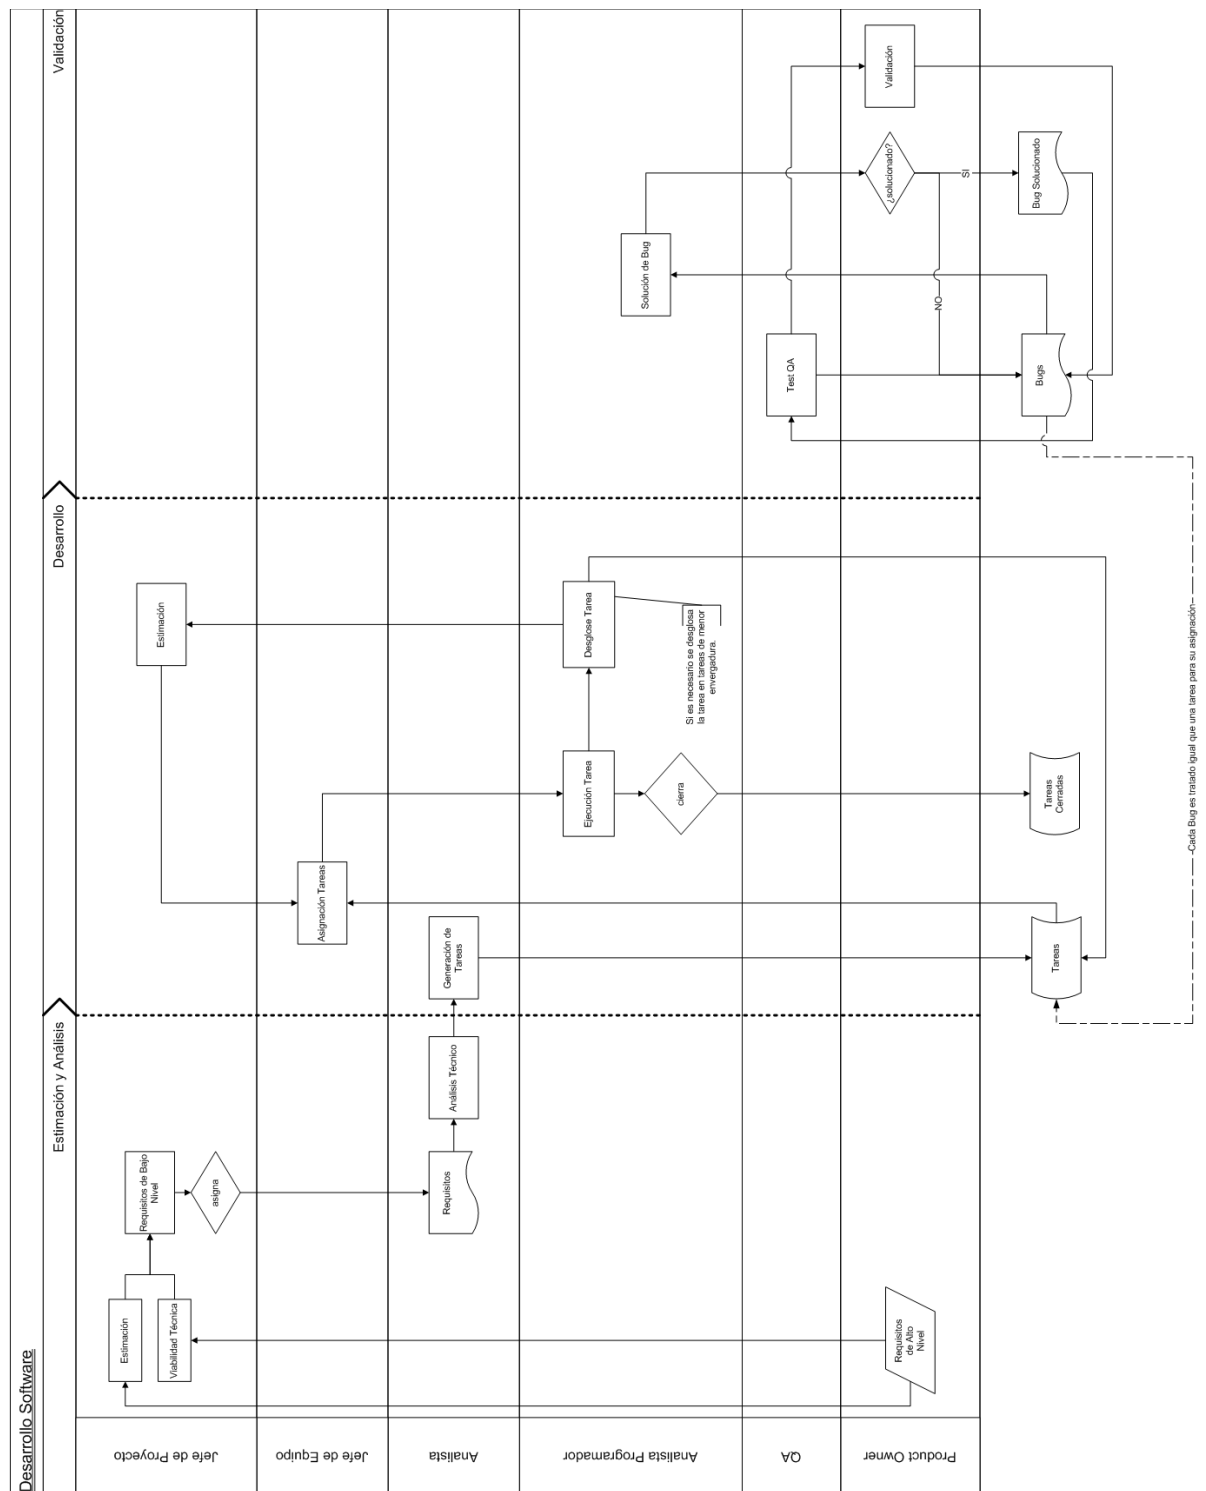 Desarrollo Software
Estimación y Análisis
Desarrollo
Validación
Jefe de Proyecto
Estimación
Viabilidad Técnica
Requisitos de Bajo
Nivel
asigna
Estimación
Jefe de Equipo
Asignación Tareas
Analista
Requisitos
Análisis Técnico
Generación de
Tareas
Analista Programador
Ejecución Tarea
cierra
Desglose Tarea
Si es necesario se desglosa
la tarea en tareas de menor
envergadura.
Solución de Bug
QA
Test QA
Product Owner
Requisitos
de Alto
Nivel
¿solucionado?
Validación
NO
SI
Tareas
Tareas
Cerradas
Bugs
Bug Solucionado
Cada Bug es tratado igual que una tarea para su asignación